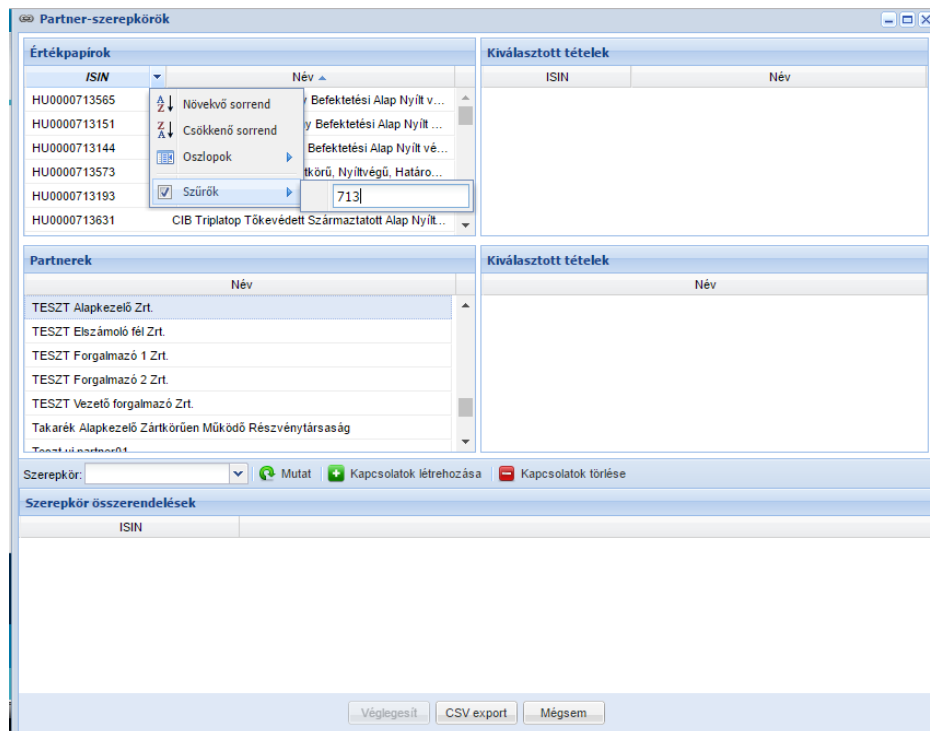 Partner-szerepkörök
Értékpapírok
Kiválasztott tételek
ISIN Név
ISIN Név
HU0000713565 Befektetési Alap Nyílt v...
HU0000713151 Befektetési Alap Nyílt ...
HU0000713144 Befektetési Alap Nyílt vé...
HU0000713573 Nyíltvégű, Határo...
HU0000713193
HU0000713631 CIB Triplatop Tőkevédett Származtatott Alap Nyílt...
Növekvő sorrend
Csökkenő sorrend
Oszlopok
Szűrők
713
Partnerek
Kiválasztott tételek
Név
Név
TESZT Alapkezelő Zrt.
TESZT Elszámoló fél Zrt.
TESZT Forgalmazó 1 Zrt.
TESZT Forgalmazó 2 Zrt.
TESZT Vezető forgalmazó Zrt.
Takarék Alapkezelő Zártkörűen Működő Részvénytársaság
Szerepkör: Mutat Kapcsolatok létrehozása Kapcsolatok törlése
Szerepkör összerendelések
ISIN
Véglegesít CSV export Mégsem